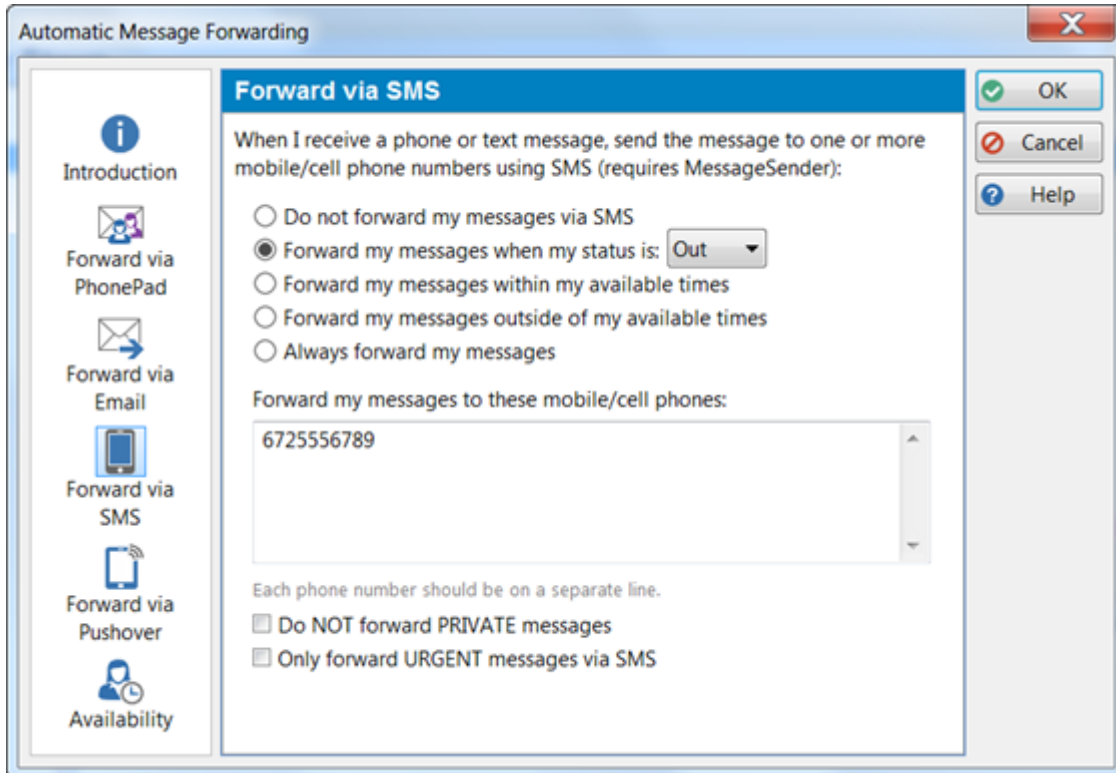 Automatic Message Forwarding
Introduction
Forward via
PhonePad
Forward via
Email
Forward via
SMS
Forward via
Pushover
Availability
Forward via SMS
When I receive a phone or text message, send the message to one or more
mobile/cell phone numbers using SMS (requires MessageSender):
Do not forward my messages via SMS
Forward my messages when my status is: Out
Forward my messages within my available times
Forward my messages outside of my available times
Always forward my messages
Forward my messages to these mobile/cell phones:
6725556789
Each phone number should be on a separate line.
Do NOT forward PRIVATE messages
Only forward URGENT messages via SMS
OK
Cancel
Help